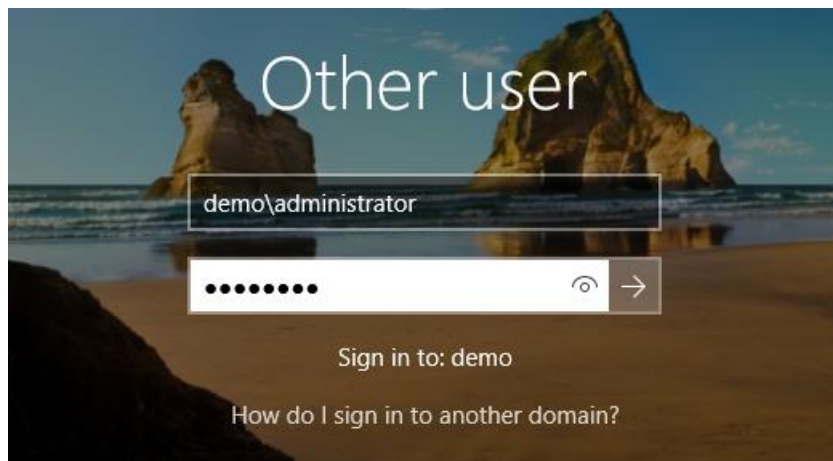 Other user
demo\administrator
●●●●●●●●
Sign in to: demo
How do I sign in to another domain?